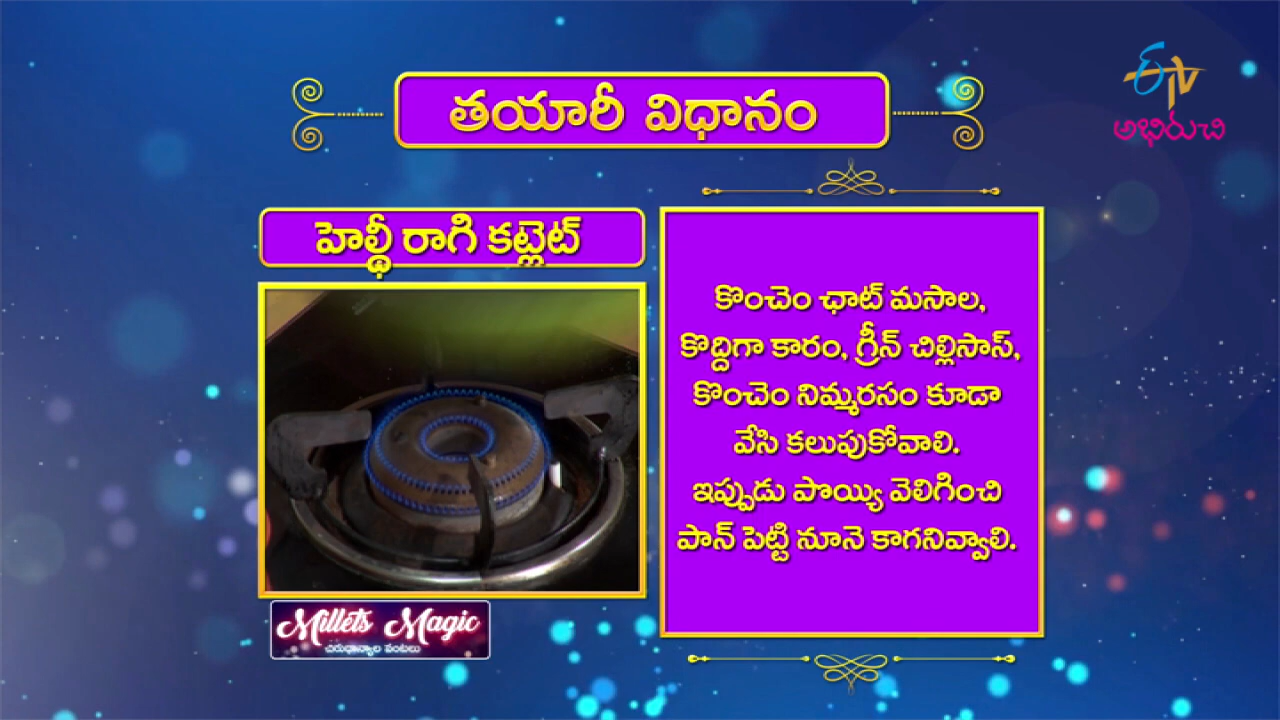 తయారీ విధానం
ETV
అభిరుచి
హెల్థీ రాగి కట్లెట్
కొంచెం ఛాట్ మసాల,
కొద్దిగా కారం, గ్రీన్ చిల్లిసాస్,
కొంచెం నిమ్మరసం కూడా
వేసి కలుపుకోవాలి.
ఇప్పుడు పొయ్యి వెలిగించి
పాన్ పెట్టి నూనె కాగనివ్వాలి.
Millets Magic
చిరుధాన్యాల వంటలు